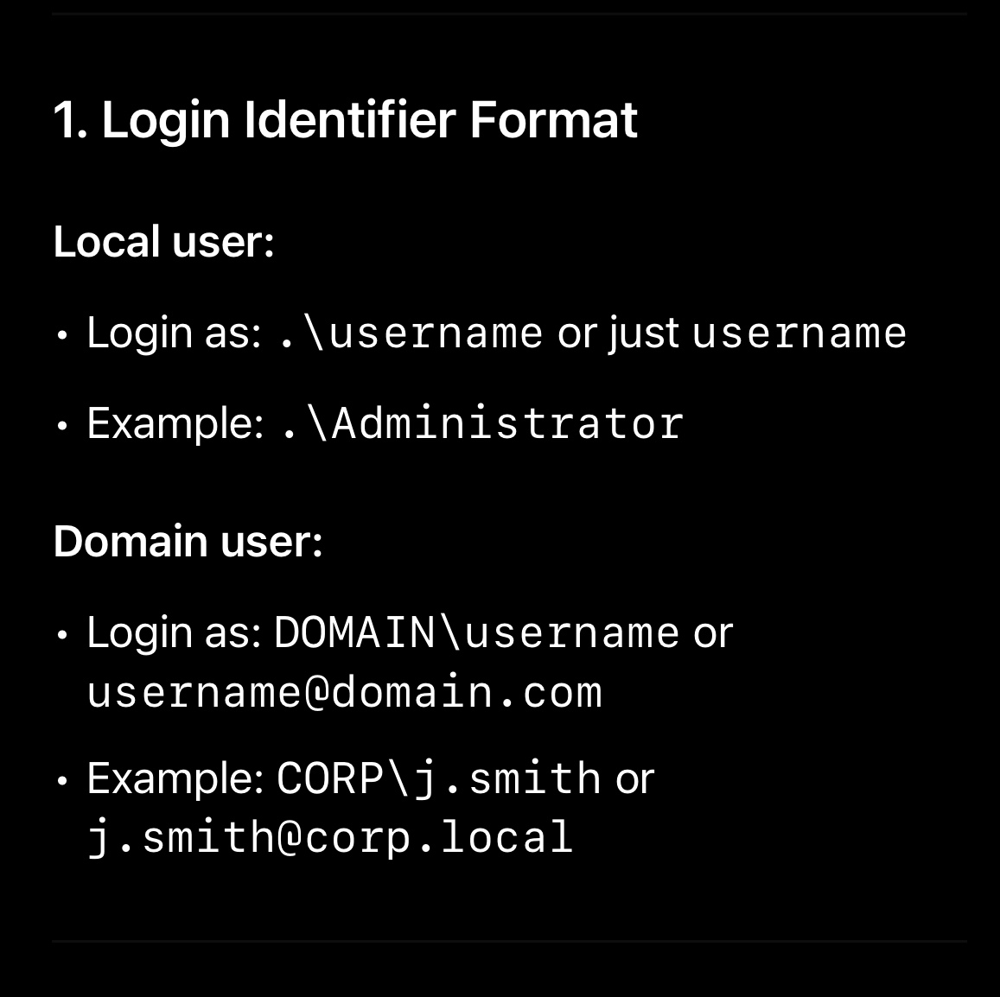 1. Login Identifier Format
Local user:
• Login as: .\username or just username
• Example: .\Administrator
Domain user:
• Login as: DOMAIN\username or
username@domain.com
• Example: CORP\j.smith or
j.smith@corp.local